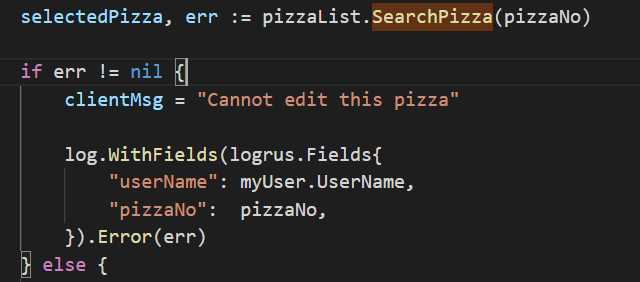 selectedPizza, err := pizzaList.SearchPizza(pizzaNo)
if err != nil {
clientMsg = "Cannot edit this pizza"
log.WithFields(logrus.Fields{
"userName": myUser.UserName,
"pizzaNo":  pizzaNo,
}).Error(err)
} else {